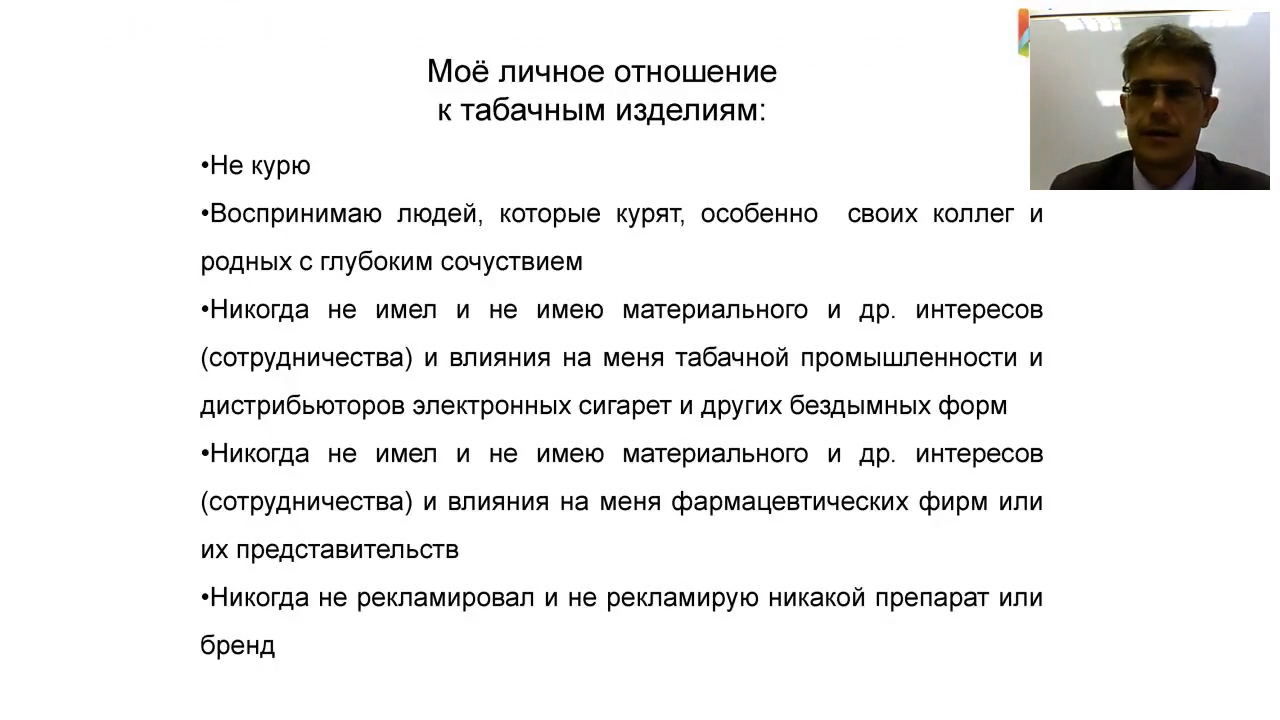 Моё личное отношение
к табачным изделиям:
•Не курю
•Воспринимаю людей, которые курят, особенно своих коллег и
родных с глубоким сочуствием
•Никогда не имел и не имею материального и др. интересов
(сотрудничества) и влияния на меня табачной промышленности и
дистрибьюторов электронных сигарет и других бездымных форм
•Никогда не имел и не имею материального и др. интересов
(сотрудничества) и влияния на меня фармацевтических фирм или
их представительств
•Никогда не рекламировал и не рекламирую никакой препарат или
бренд